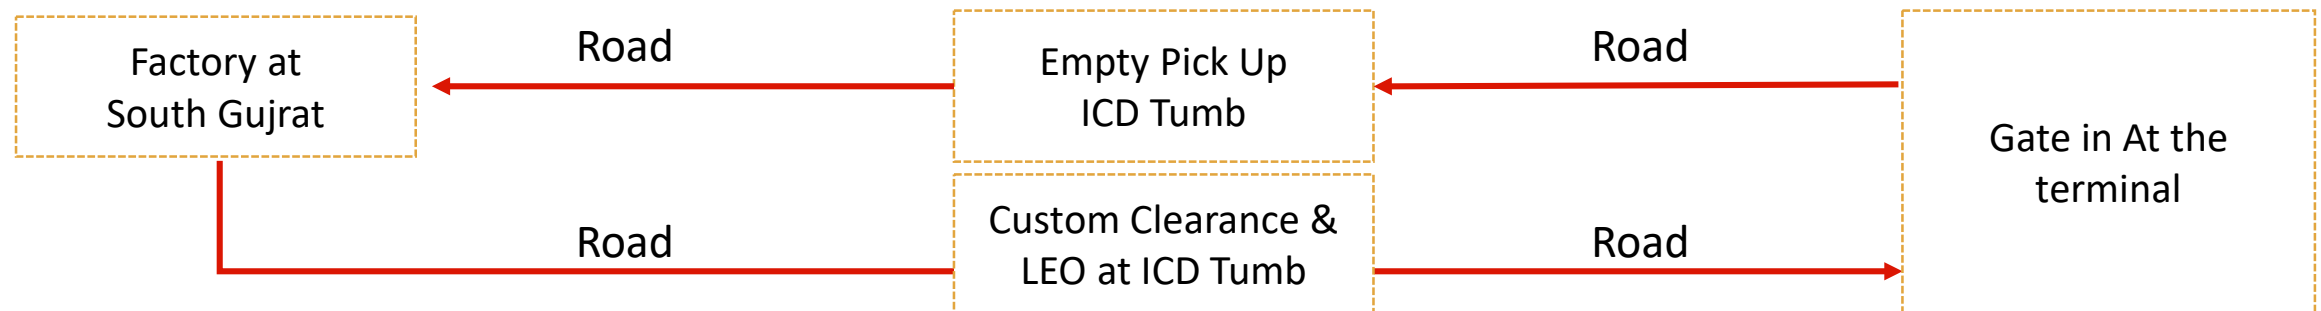 Factory at
South Gujrat
Road
Empty Pick Up
ICD Tumb
Road
Gate in At the
terminal
Road
Custom Clearance &
LEO at ICD Tumb
Road